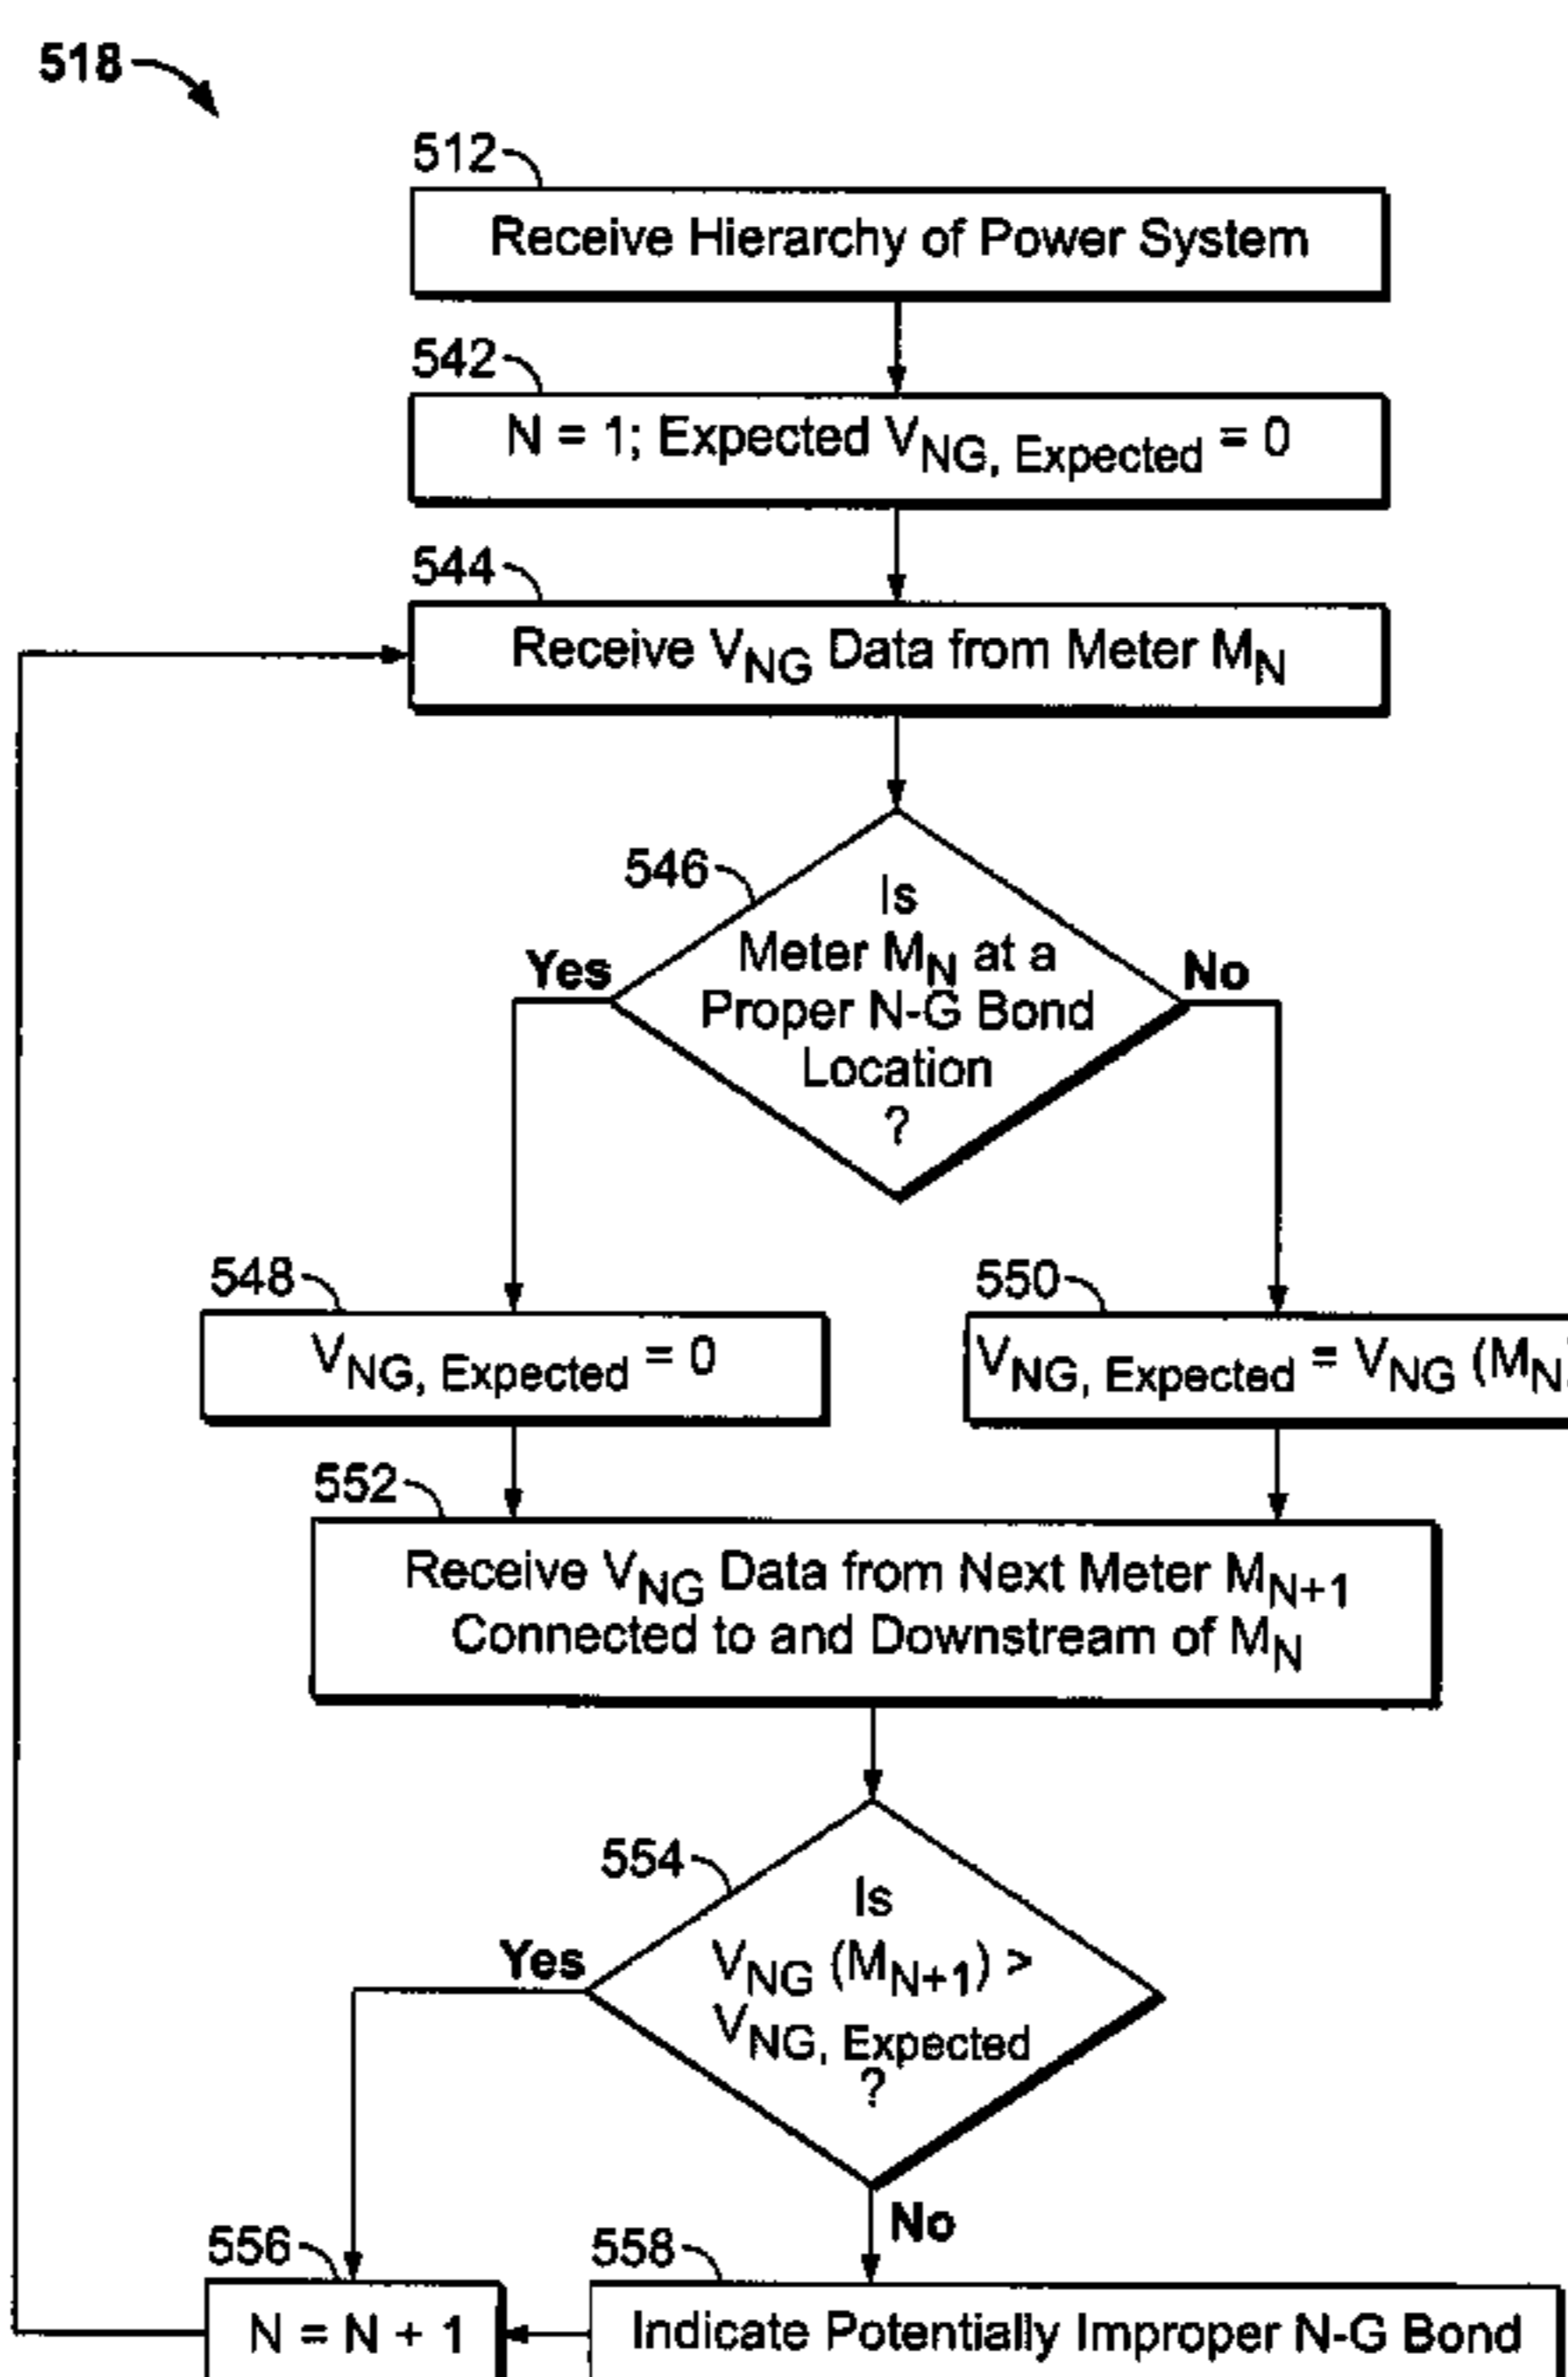 518
512
Receive Hierarchy of Power System
542
N = 1; Expected VNG, Expected = 0
544
Receive VNG Data from Meter MN
546
Is
Meter MN at a
Proper N-G Bond
Location
?
Yes
No
548
VNG, Expected = 0
550
VNG, Expected = VNG (MN)
552
Receive VNG Data from Next Meter MN+1
Connected to and Downstream of MN
554
Is
VNG (MN+1) >
VNG, Expected
?
Yes
No
556
N = N + 1
558
Indicate Potentially Improper N-G Bond